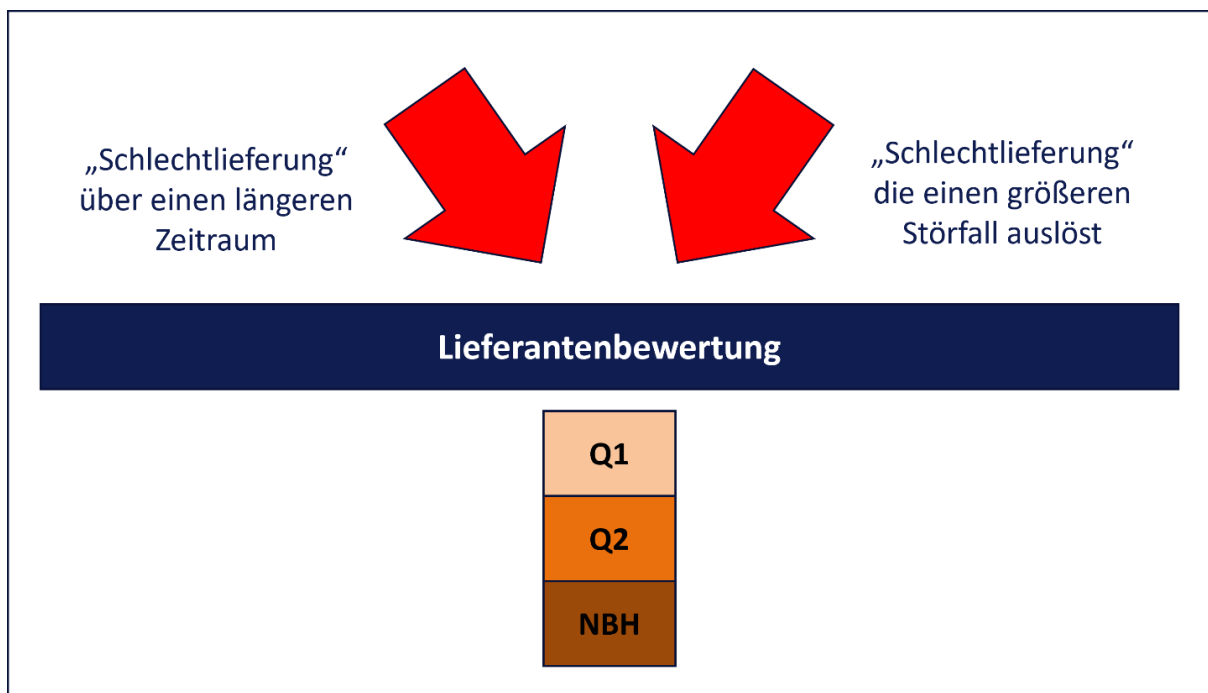 „Schlechtlieferung“
über einen längeren
Zeitraum
„Schlechtlieferung“
die einen größeren
Störfall auslöst
Lieferantenbewertung
Q1
Q2
NBH